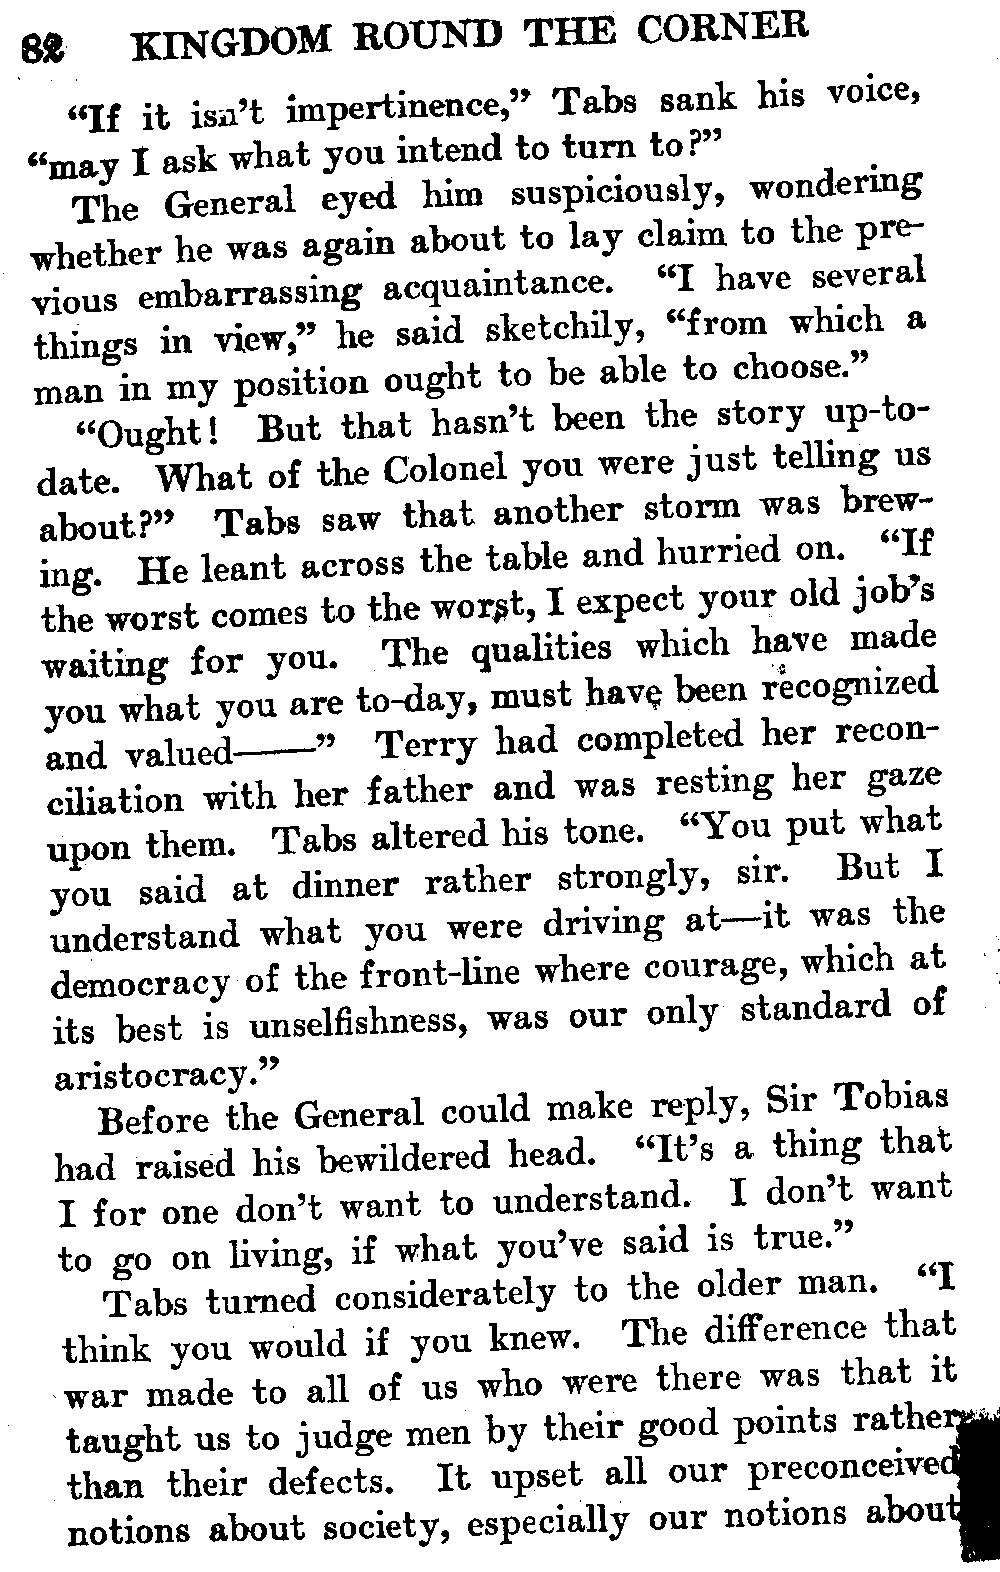 82 KINGDOM ROUND THE CORNER
“If it isn’t impertinence,” Tabs sank his voice,
“may I ask what you intend to turn to?”
The General eyed him suspiciously, wondering
whether he was again about to lay claim to the pre-
vious embarrassing acquaintance. “I have several
things in view,” he said sketchily, “from which a
man in my position ought to be able to choose.”
“Ought! But that hasn’t been the story up-to-
date. What of the Colonel you were just telling us
about?” Tabs saw that another storm was brew-
ing. He leant across the table and hurried on. “If
the worst comes to the worst, I expect your old job’s
waiting for you. The qualities which have made
you what you are to-day, must have been recognized
and valued——” Terry had completed her recon-
ciliation with her father and was resting her gaze
upon them. Tabs altered his tone. “You put what
you said at dinner rather strongly, sir. But I
understand what you were driving at—it was the
democracy of the front-line where courage, which at
its best is unselfishness, was our only standard of
aristocracy.”
Before the General could make reply, Sir Tobias
had raised his bewildered head. “It’s a thing that
I for one don’t want to understand. I don’t want
to go on living, if what you’ve said is true.”
Tabs turned considerately to the older man. “I
think you would if you knew. The difference that
war made to all of us who were there was that it
taught us to judge men by their good points rather
than their defects. It upset all our preconceived
notions about society, especially our notions about